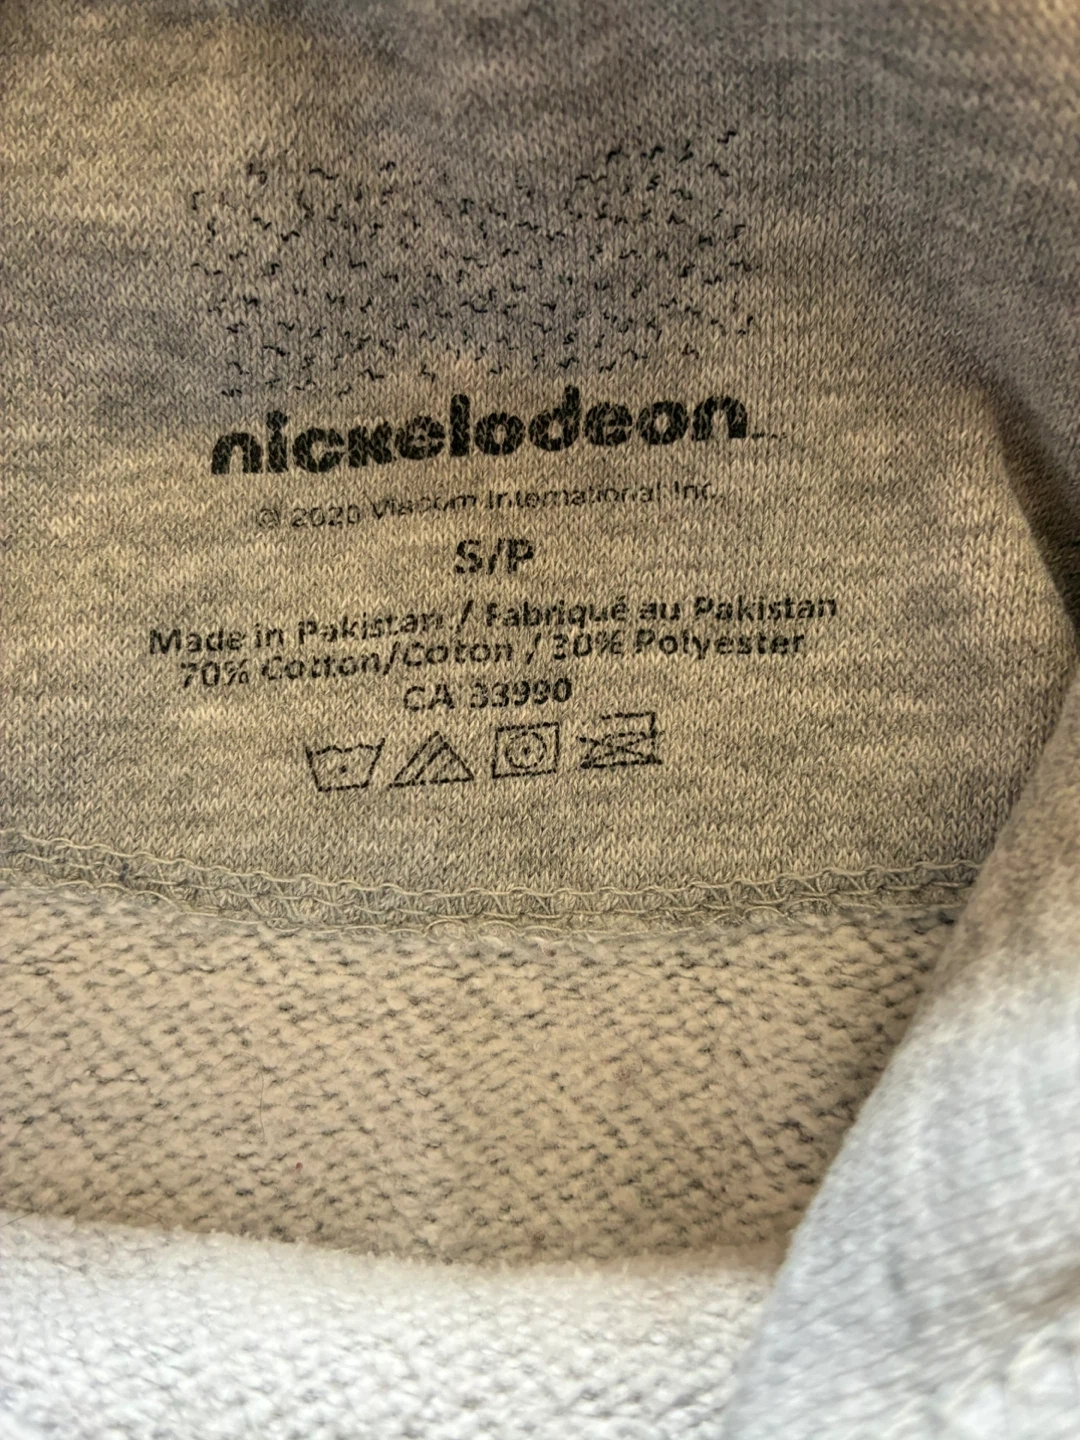 nickelodeon
© 2020 Viacom International Inc.
S/P
Made in Pakistan / Fabriqué au Pakistan
70% Cotton/Coton / 30% Polyester
CA 33990